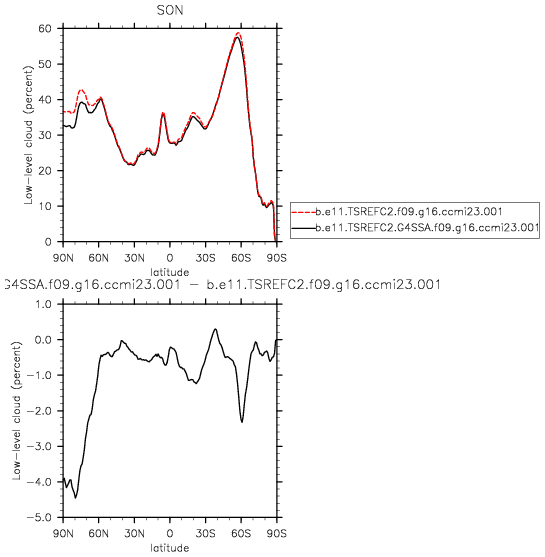 SON
60
50
40
30
20
10
0
Low-level cloud (percent)
90N 60N 30N 0 30S 60S 90S
latitude
b.e11.TSREFC2.f09.g16.ccmi23.001
b.e11.TSREFC2.G4SSA.f09.g16.ccmi23.001
G4SSA.f09.g16.ccmi23.001 - b.e11.TSREFC2.f09.g16.ccmi23.001
1.0
0.0
-1.0
-2.0
-3.0
-4.0
-5.0
Low-level cloud (percent)
90N 60N 30N 0 30S 60S 90S
latitude